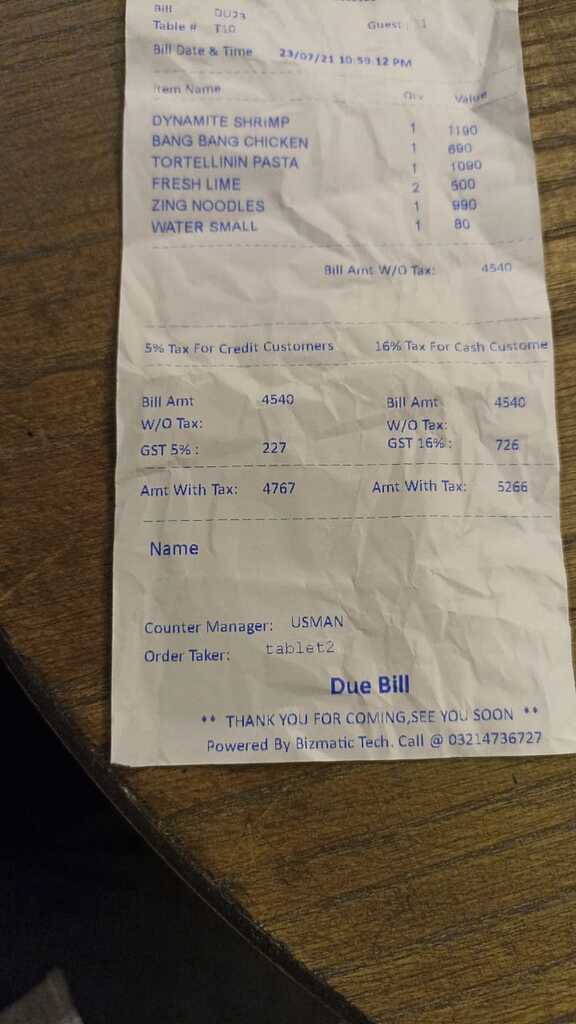 Bill DU23
Table # T10 Guest : 1
Bill Date & Time 23/07/21 10:59:12 PM
Item Name Qty Value
DYNAMITE SHRIMP 1 1190
BANG BANG CHICKEN 1 690
TORTELLININ PASTA 1 1090
FRESH LIME 2 500
ZING NOODLES 1 990
WATER SMALL 1 80
Bill Amt W/O Tax: 4540
5% Tax For Credit Customers 16% Tax For Cash Custome
Bill Amt 4540 Bill Amt 4540
W/O Tax: W/O Tax:
GST 5% : 227 GST 16% : 726
Amt With Tax: 4767 Amt With Tax: 5266
Name
Counter Manager: USMAN
Order Taker: tablet2
Due Bill
** THANK YOU FOR COMING,SEE YOU SOON **
Powered By Bizmatic Tech. Call @ 03214736727